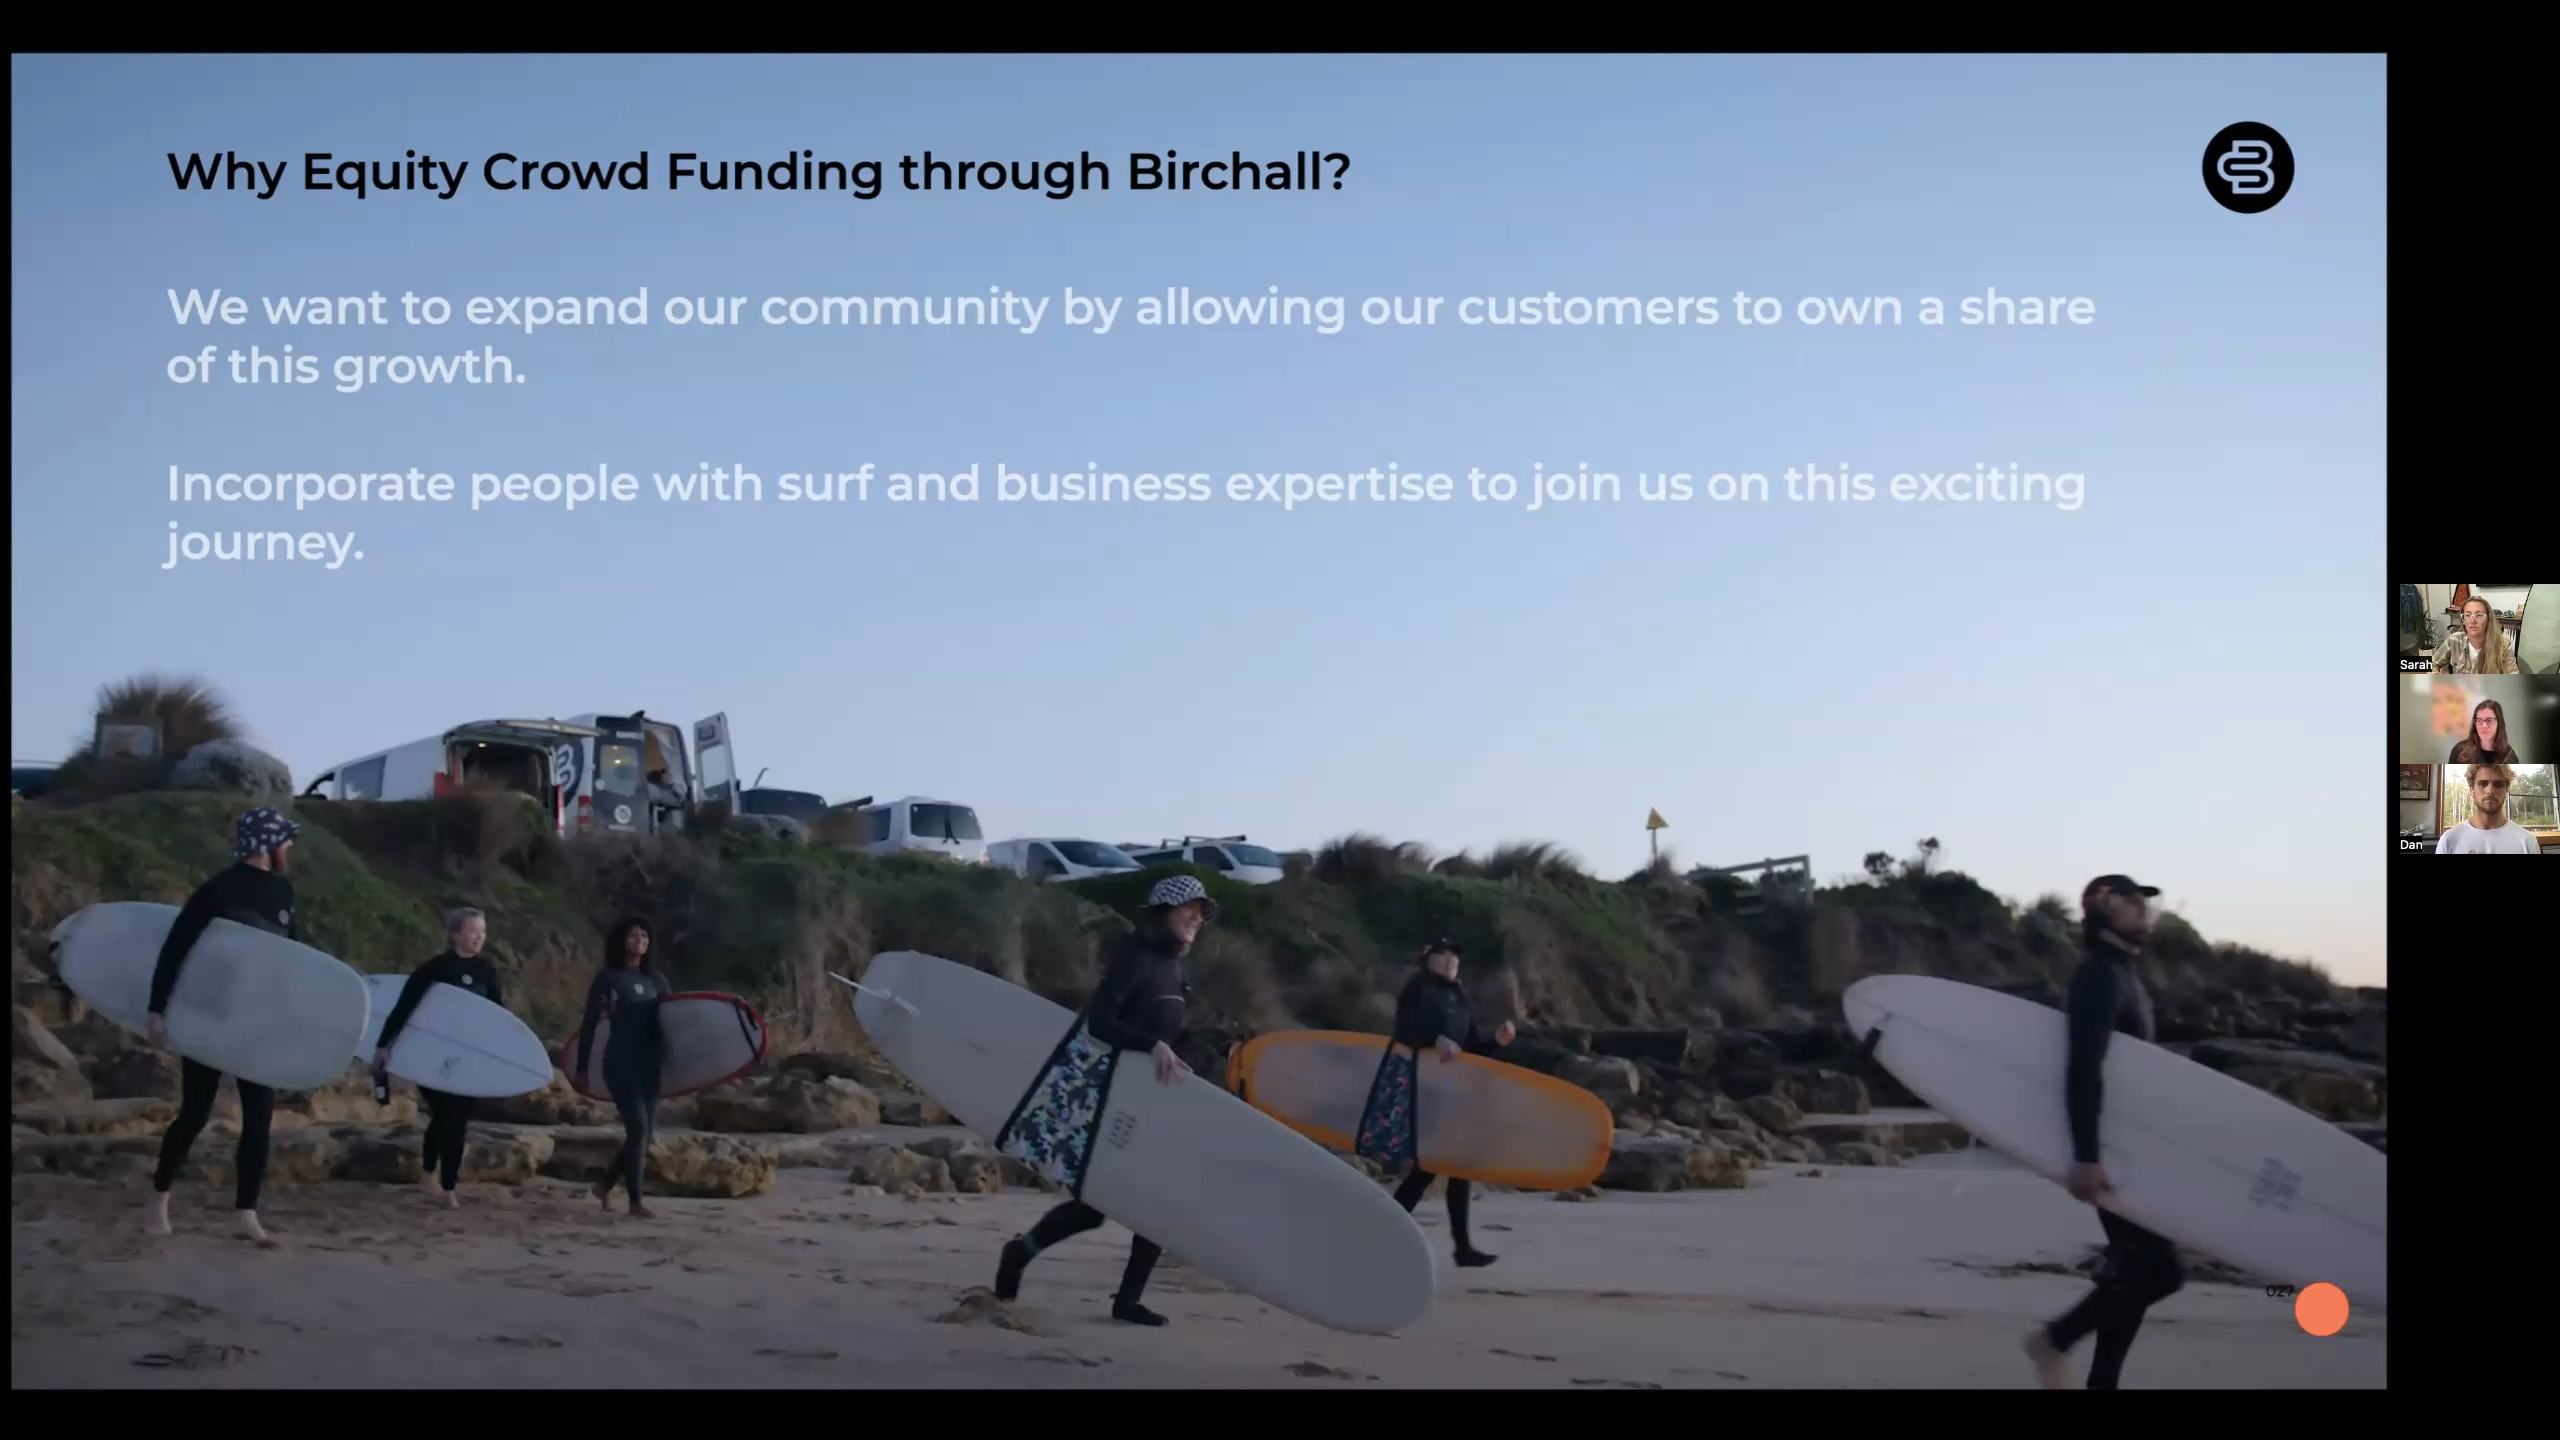 Why Equity Crowd Funding through Birchall?
We want to expand our community by allowing our customers to own a share
of this growth.
Incorporate people with surf and business expertise to join us on this exciting
journey.
Sarah
Dan
027